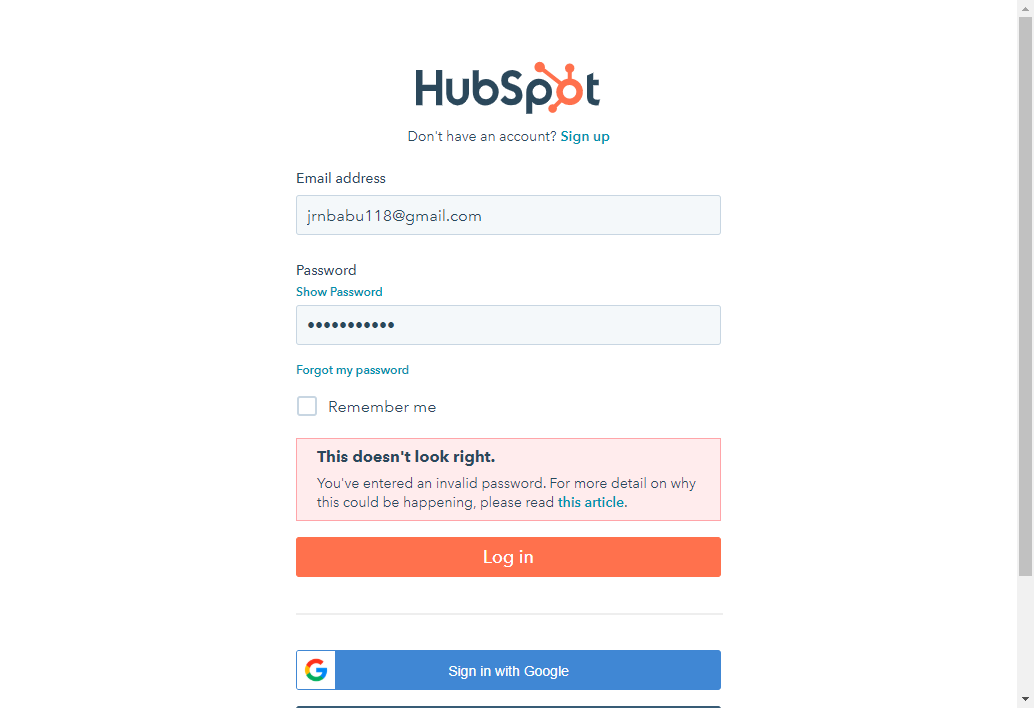 HubSpot
Don't have an account? Sign up
Email address
jrnbabu118@gmail.com
Password
Show Password
•••••••••••
Forgot my password
Remember me
This doesn't look right.
You've entered an invalid password. For more detail on why
this could be happening, please read this article.
Log in
Sign in with Google